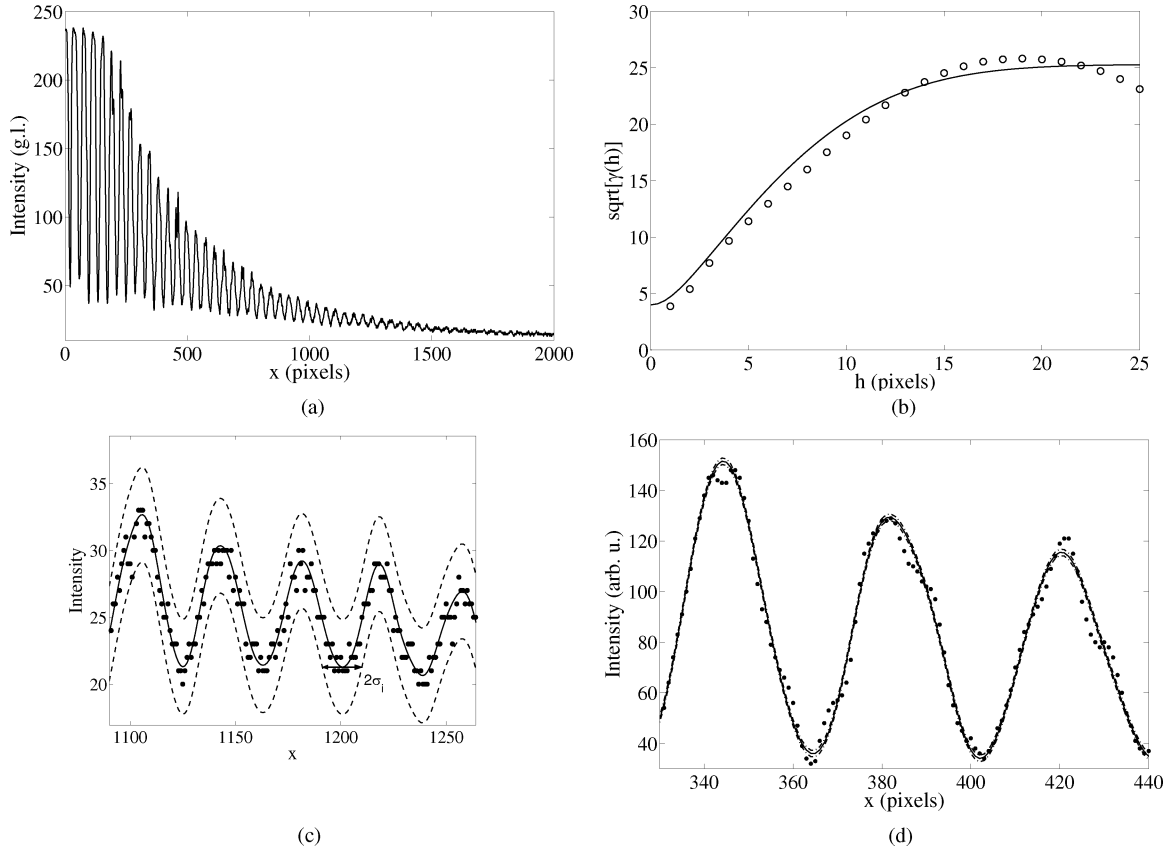 250
200
150
100
50
Intensity (g.l.)
0 500 1000 1500 2000
x (pixels)
(a)
30
25
20
15
10
5
0
sqrt[γ(h)]
0 5 10 15 20 25
h (pixels)
(b)
35
30
25
20
Intensity
2σi
1100 1150 1200 1250
x
(c)
160
140
120
100
80
60
40
Intensity (arb. u.)
340 360 380 400 420 440
x (pixels)
(d)